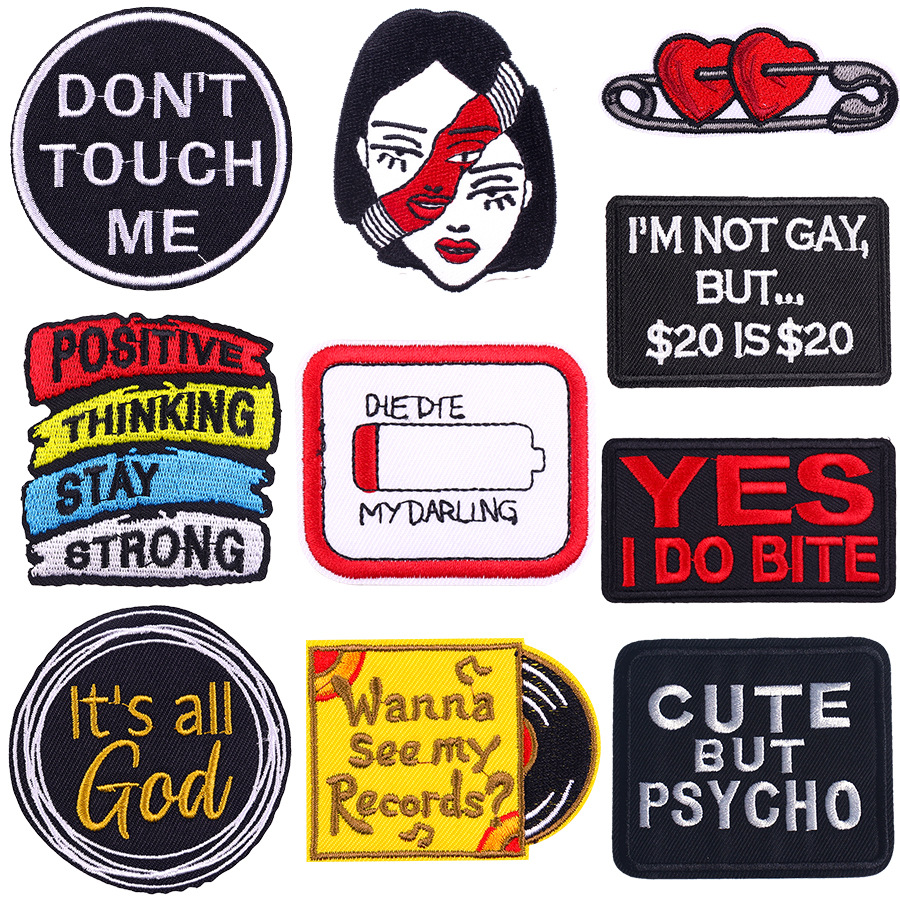 DON'T
TOUCH
ME
I'M NOT GAY,
BUT...
$20 IS $20
POSITIVE
THINKING
STAY
STRONG
DIE DIE
MY DARLING
YES
I DO BITE
It's all
God
Wanna
See my
Records?
CUTE
BUT
PSYCHO